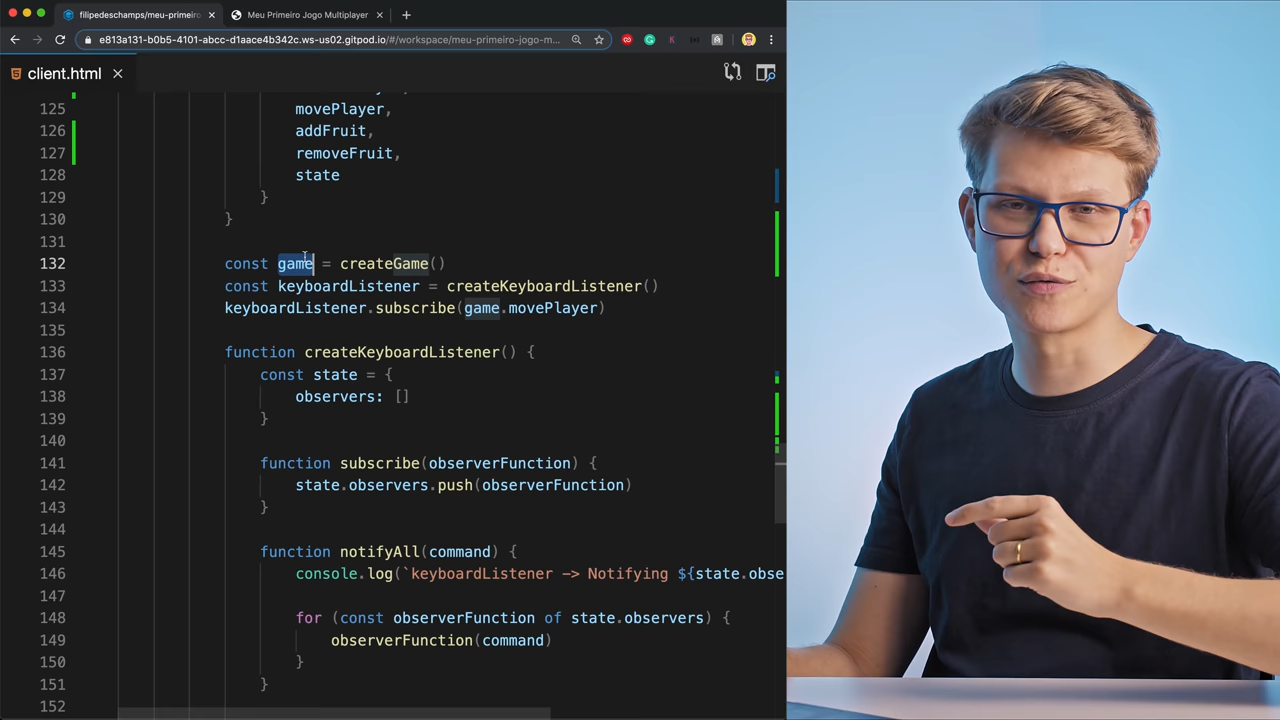 filipedeschamps/meu-primeiro
Meu Primeiro Jogo Multiplayer
e813a131-b0b5-4101-abcc-d1aace4b342c.ws-us02.gitpod.io/#/workspace/meu-primeiro-jogo-m...
client.html
125 movePlayer,
126 addFruit,
127 removeFruit,
128 state
129 }
130 }
131
132 const game = createGame()
133 const keyboardListener = createKeyboardListener()
134 keyboardListener.subscribe(game.movePlayer)
135
136 function createKeyboardListener() {
137 const state = {
138 observers: []
139 }
140
141 function subscribe(observerFunction) {
142 state.observers.push(observerFunction)
143 }
144
145 function notifyAll(command) {
146 console.log(`keyboardListener -> Notifying ${state.obse
147
148 for (const observerFunction of state.observers) {
149 observerFunction(command)
150 }
151 }
152